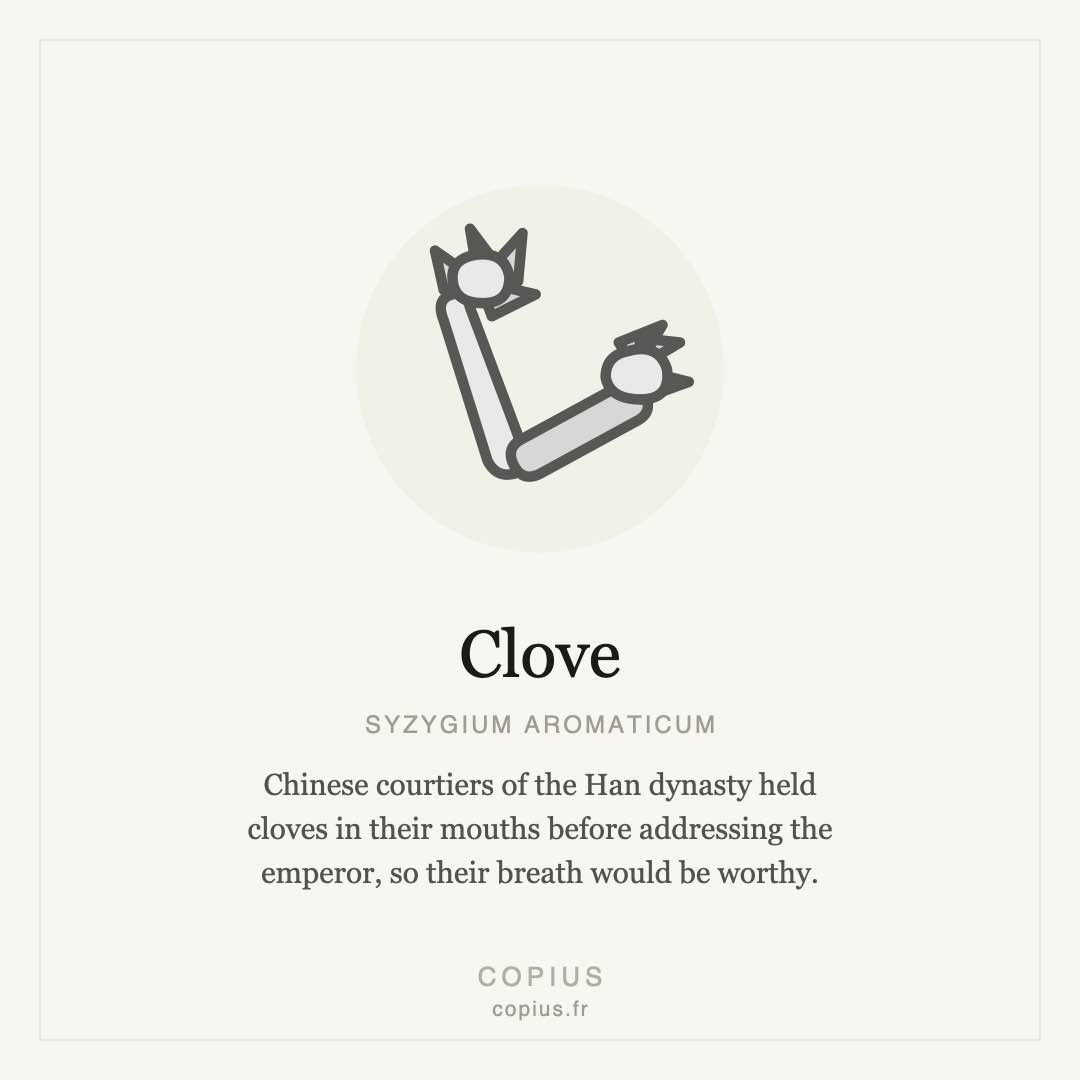 Clove
SYZYGIUM AROMATICUM
Chinese courtiers of the Han dynasty held
cloves in their mouths before addressing the
emperor, so their breath would be worthy.
COPIUS
copius.fr